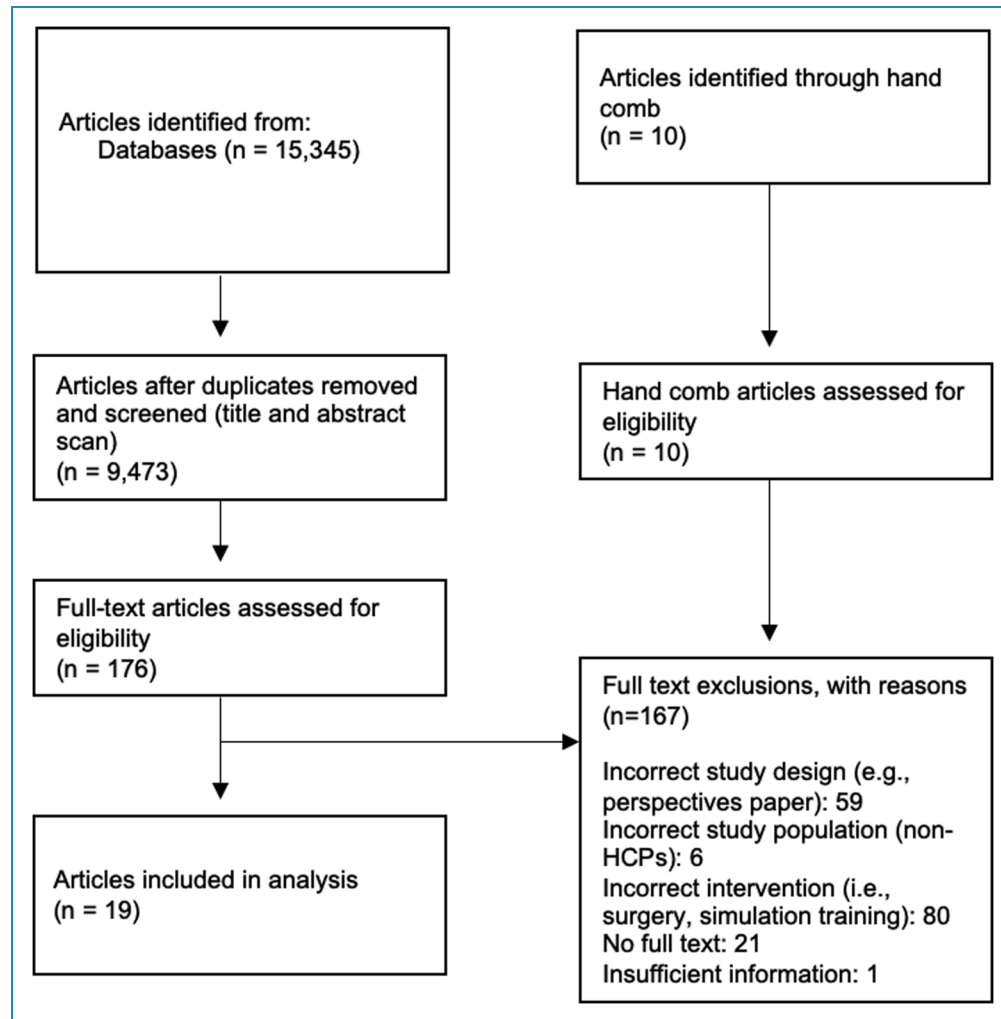 Articles identified from:
Databases (n = 15,345)
Articles identified through hand
comb
(n = 10)
Articles after duplicates removed
and screened (title and abstract
scan)
(n = 9,473)
Hand comb articles assessed for
eligibility
(n = 10)
Full-text articles assessed for
eligibility
(n = 176)
Full text exclusions, with reasons
(n=167)
Incorrect study design (e.g.,
perspectives paper): 59
Incorrect study population (non-
HCPs): 6
Incorrect intervention (i.e.,
surgery, simulation training): 80
No full text: 21
Insufficient information: 1
Articles included in analysis
(n = 19)